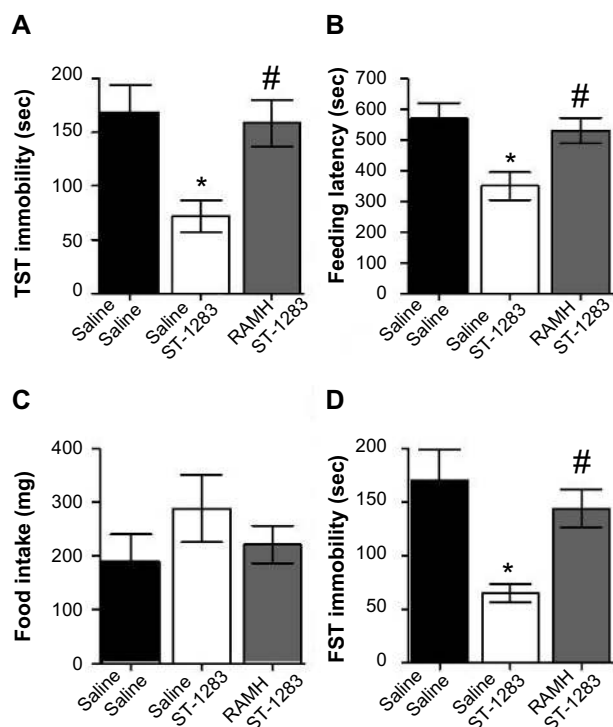 A
TST immobility (sec)
200
150
100
50
0
*
#
Saline
Saline
Saline
ST-1283
RAMH
ST-1283
B
Feeding latency (sec)
700
600
500
400
300
200
100
0
*
#
Saline
Saline
Saline
ST-1283
RAMH
ST-1283
C
Food intake (mg)
400
300
200
100
0
Saline
Saline
Saline
ST-1283
RAMH
ST-1283
D
FST immobility (sec)
200
150
100
50
0
*
#
Saline
Saline
Saline
ST-1283
RAMH
ST-1283